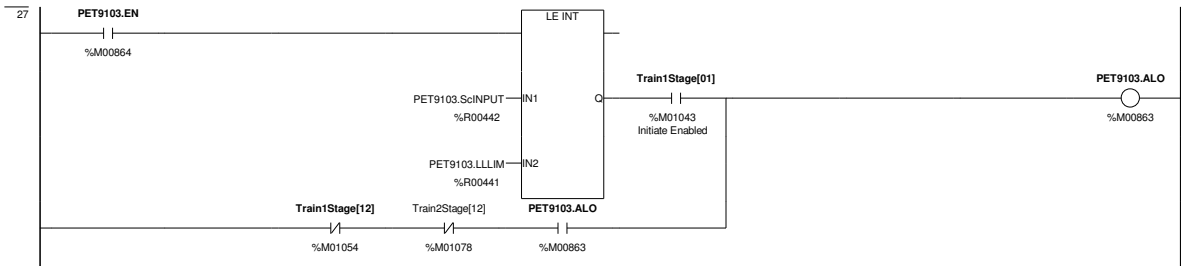 27
PET9103.EN
%M00864
LE INT
PET9103.ScINPUT
IN1
Q
%R00442
Train1Stage[01]
%M01043
Initiate Enabled
PET9103.ALO
%M00863
PET9103.LLLIM
IN2
%R00441
Train1Stage[12]
Train2Stage[12]
PET9103.ALO
%M01054
%M01078
%M00863